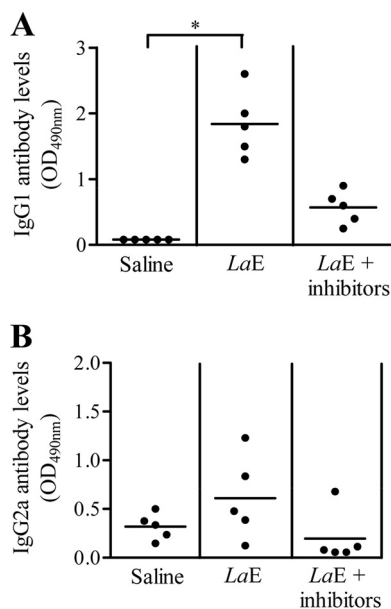 A
*
IgG1 antibody levels
(OD490nm)
3
2
1
0
Saline
LaE
LaE +
inhibitors
B
IgG2a antibody levels
(OD490nm)
2.0
1.5
1.0
0.5
0.0
Saline
LaE
LaE +
inhibitors